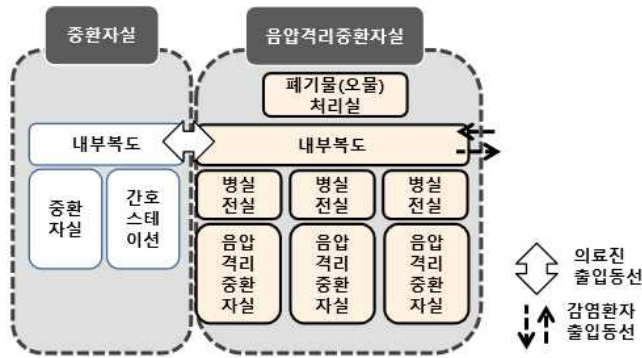 중환자실
음압격리중환자실
폐기물(오물)
처리실
내부복도
내부복도
중환
자실
간호
스테
이션
병실
전실
병실
전실
병실
전실
음압
격리
중환
자실
음압
격리
중환
자실
음압
격리
중환
자실
의료진
출입동선
감염환자
출입동선